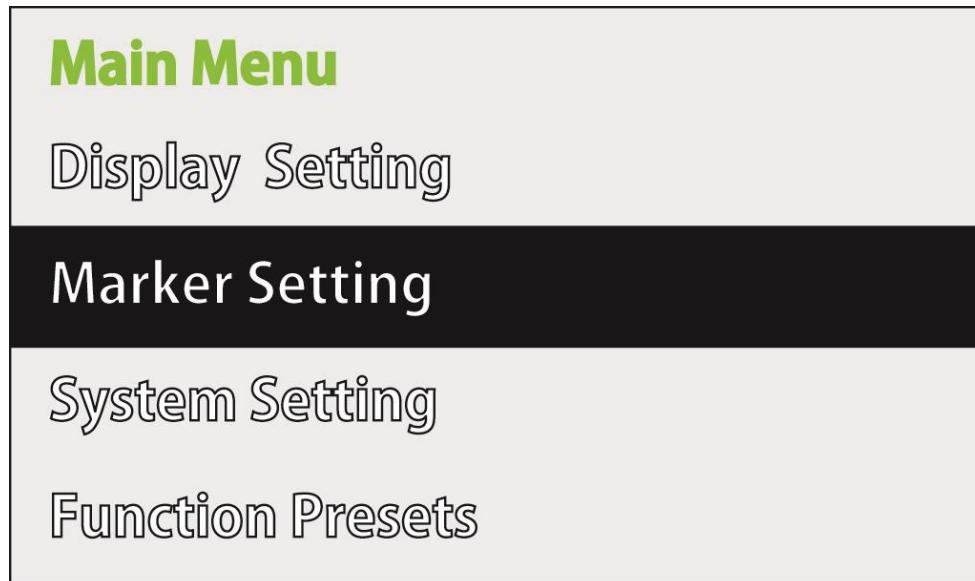 Main Menu
Display Setting
Marker Setting
System Setting
Function Presets